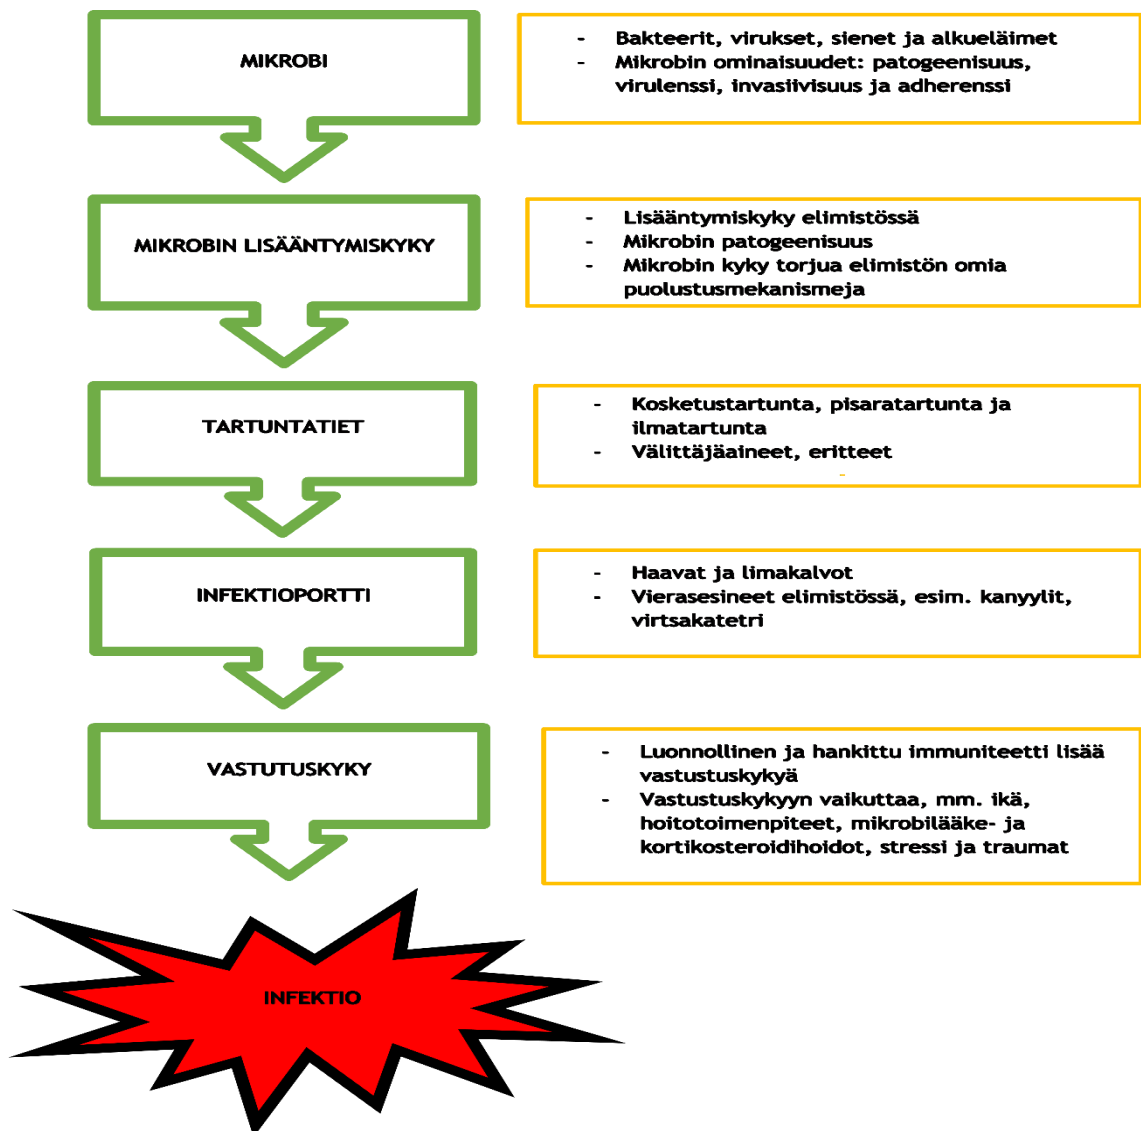 MIKROBI
- Bakteerit, virukset, sienet ja alkueläimet
- Mikrobin ominaisuudet: patogeenisuus,
virulenssi, invasiivisuus ja adherenssi
MIKROBIN LISÄÄNTYMISKYKY
- Lisääntymiskyky elimistössä
- Mikrobin patogeenisuus
- Mikrobin kyky torjua elimistön omia
puolustusmekanismeja
TARTUNTATIET
- Kosketustartunta, pisaratartunta ja
ilmatartunta
- Välittäjäaineet, eritteet
-
INFEKTIOPORTTI
- Haavat ja limakalvot
- Vierasesineet elimistössä, esim. kanyylit,
virtsakatetri
VASTUTUSKYKY
- Luonnollinen ja hankittu immuniteetti lisää
vastustuskykyä
- Vastustuskykyyn vaikuttaa, mm. ikä,
hoitotoimenpiteet, mikrobilääke- ja
kortikosteroidihoidot, stressi ja traumat
INFEKTIO